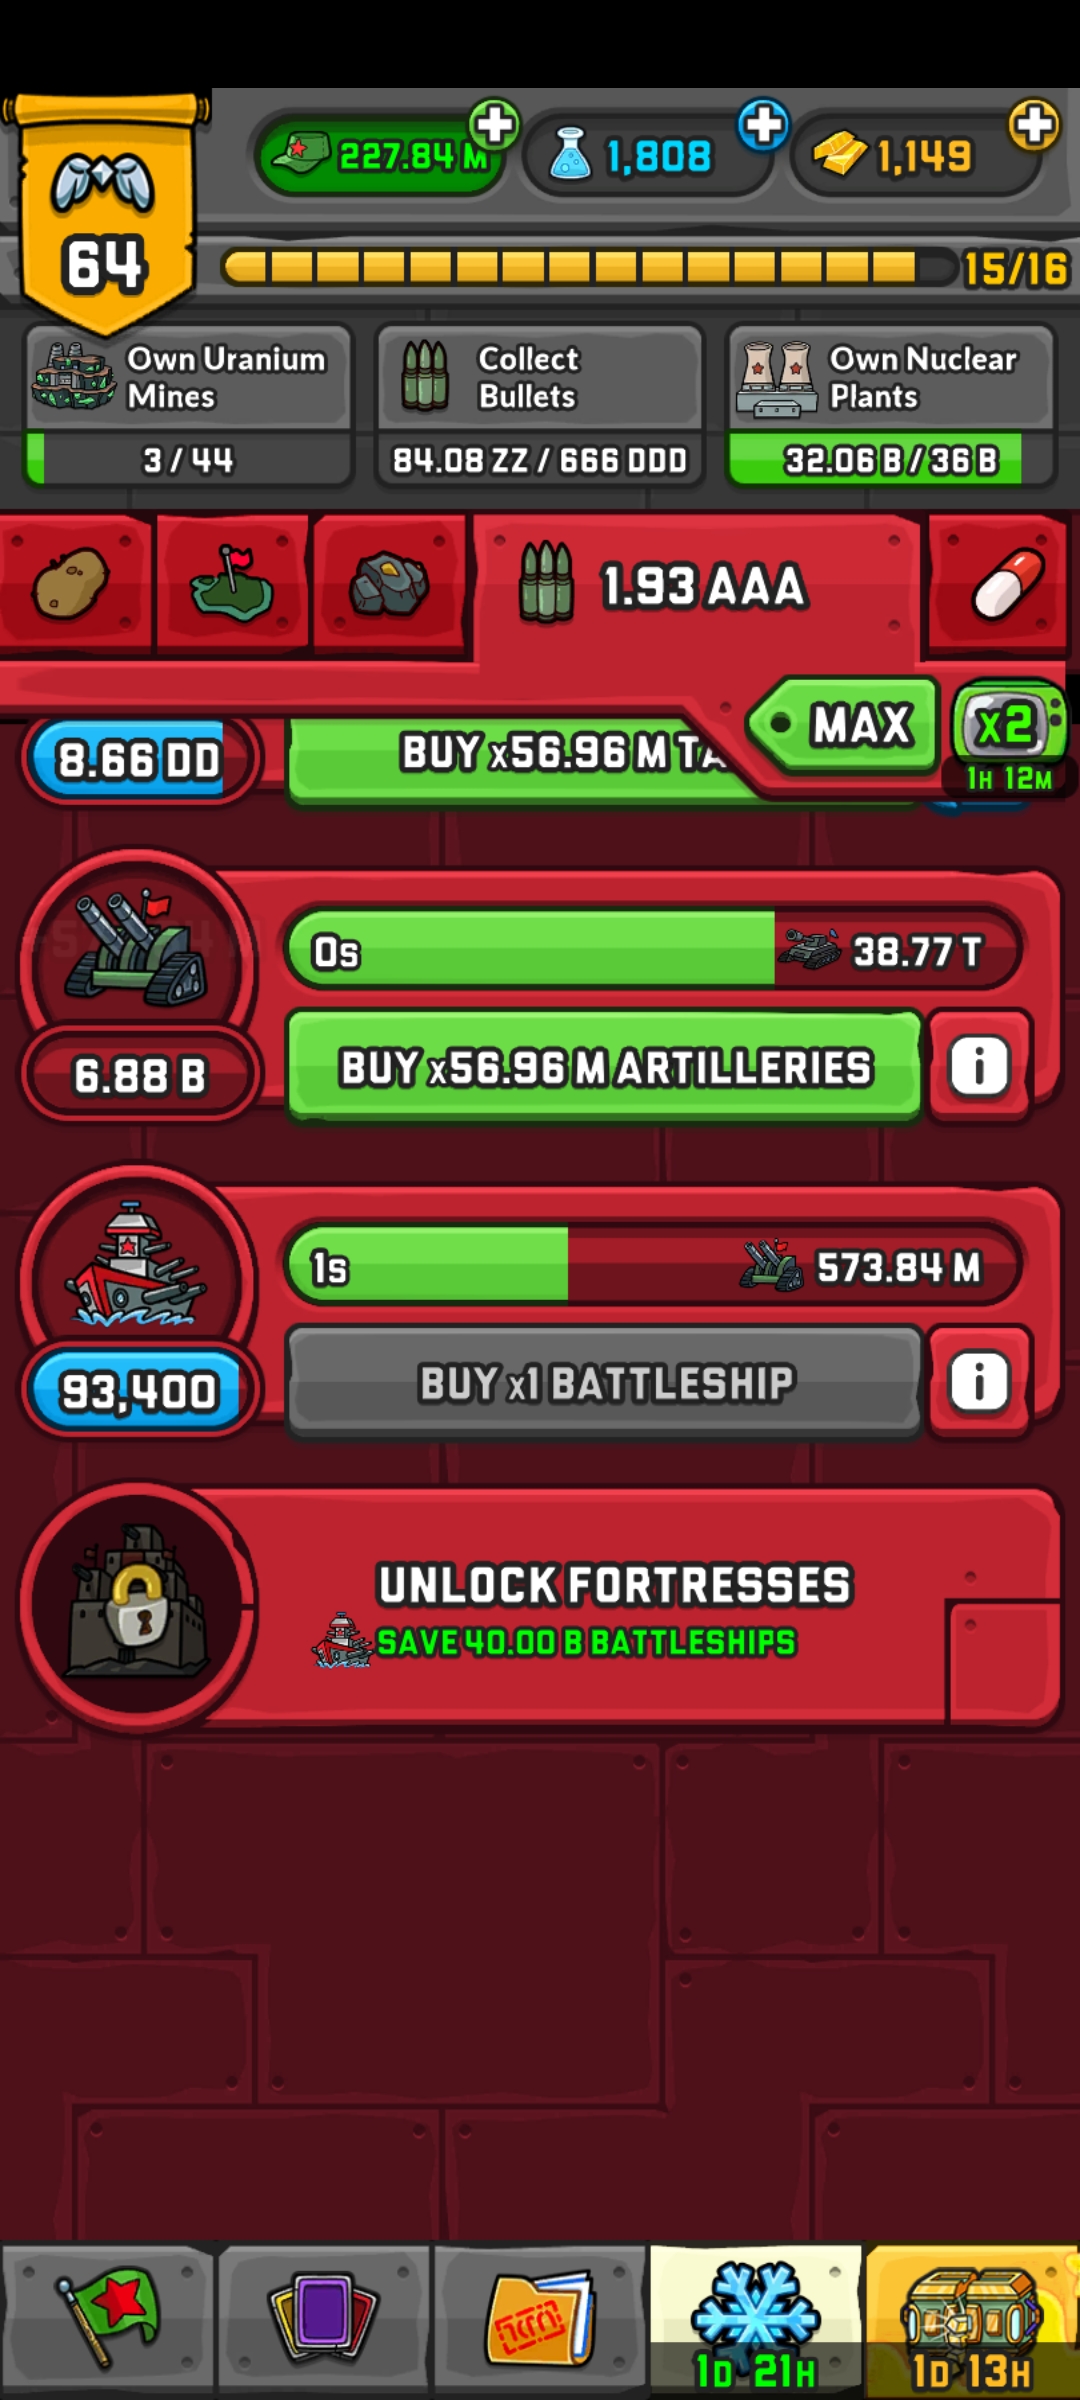 227.84 M
1,808
1,149
64
15/16
Own Uranium
Mines
3 / 44
Collect
Bullets
84.08 ZZ / 666 DDD
Own Nuclear
Plants
32.06 B / 36 B
1.93 AAA
MAX
x2
1H 12M
8.66 DD
BUY x56.96 M TA
0s
38.77 T
6.88 B
BUY x56.96 M ARTILLERIES
i
1s
573.84 M
93,400
BUY x1 BATTLESHIP
i
UNLOCK FORTRESSES
SAVE 40.00 B BATTLESHIPS
1D 21H
1D 13H